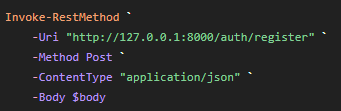 Invoke-RestMethod `
    -Uri "http://127.0.0.1:8000/auth/register" `
    -Method Post `
    -ContentType "application/json" `
    -Body $body